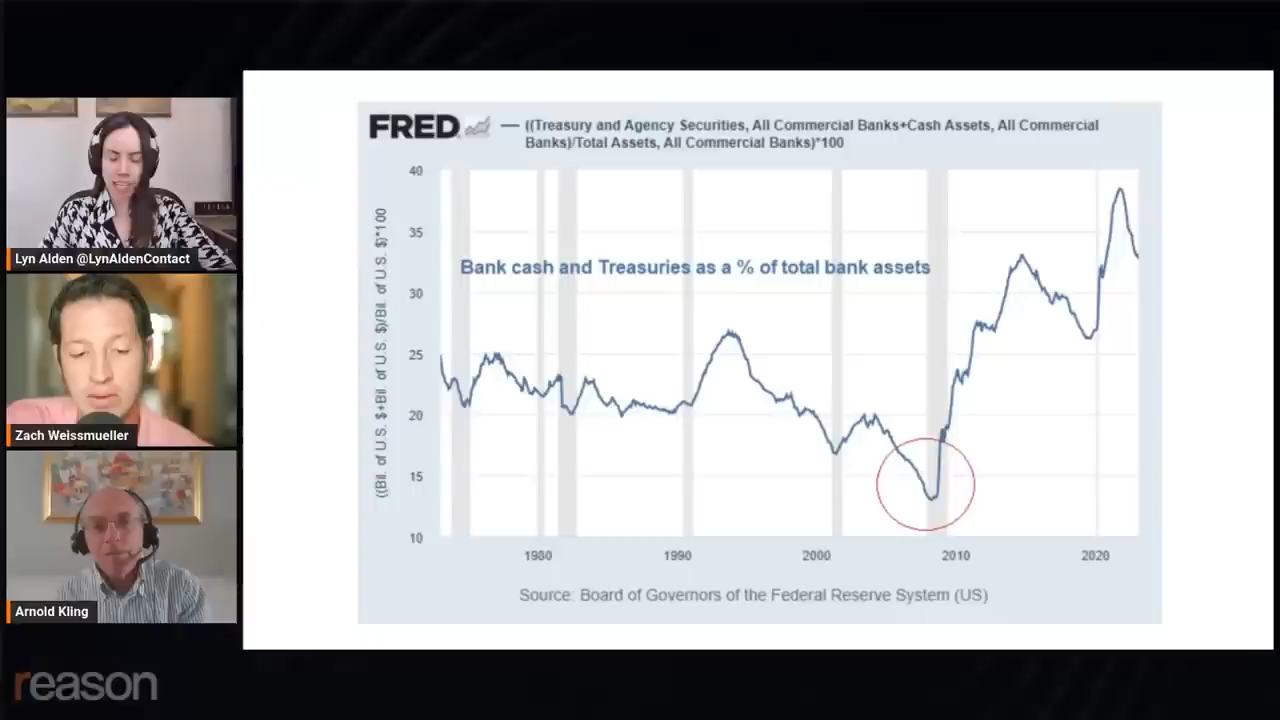 Lyn Alden @LynAldenContact
Zach Weissmueller
Arnold Kling
reason
FRED
((Treasury and Agency Securities, All Commercial Banks+Cash Assets, All Commercial
Banks)/Total Assets, All Commercial Banks)*100
((Bil. of U.S. $+Bil. of U.S. $)/Bil. of U.S. $)*100
40
35
30
25
20
15
10
Bank cash and Treasuries as a % of total bank assets
1980
1990
2000
2010
2020
Source: Board of Governors of the Federal Reserve System (US)